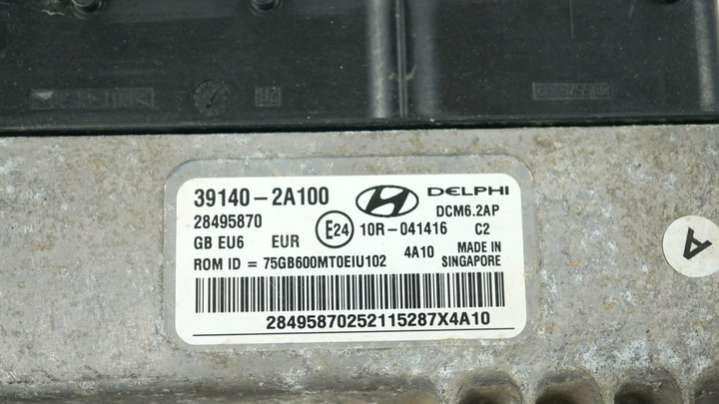 39140-2A100
DELPHI
28495870
E24
10R-041416
DCM6.2AP
C2
GB EU6
EUR
4A10
MADE IN
SINGAPORE
ROM ID = 75GB600MT0EIU102
28495870252115287X4A10
A